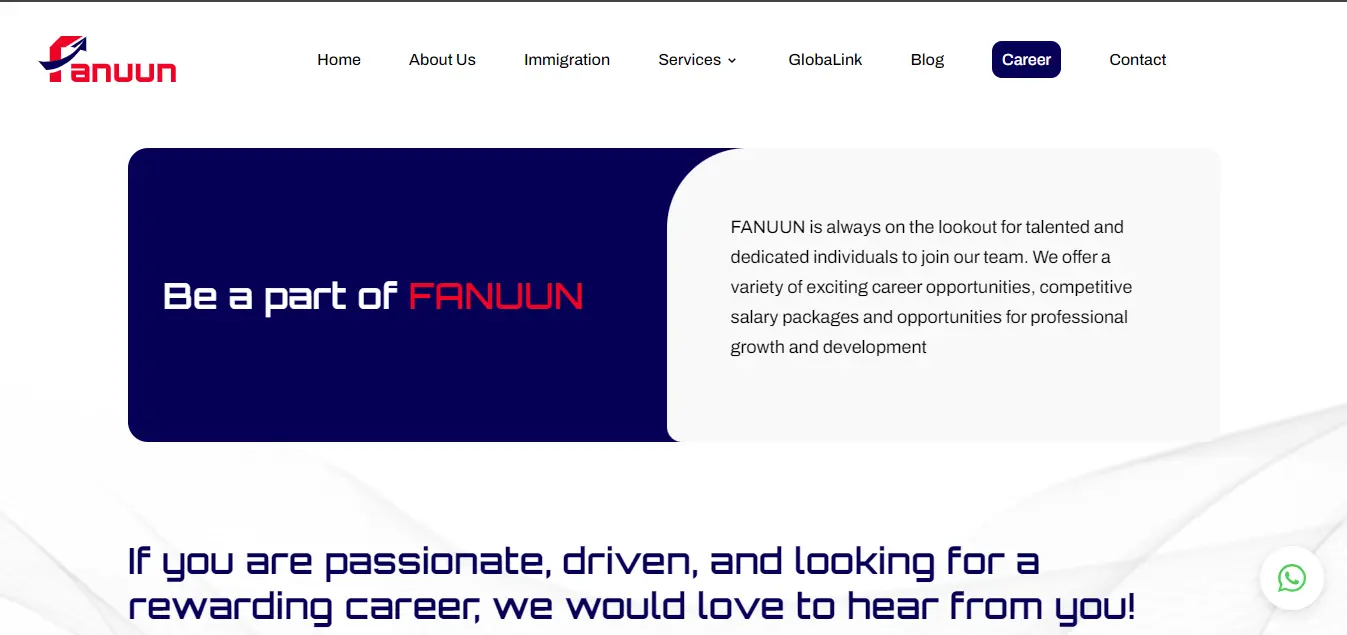 Fanuun
Home About Us Immigration Services GlobaLink Blog Career Contact
Be a part of FANUUN
FANUUN is always on the lookout for talented and
dedicated individuals to join our team. We offer a
variety of exciting career opportunities, competitive
salary packages and opportunities for professional
growth and development
If you are passionate, driven, and looking for a
rewarding career, we would love to hear from you!